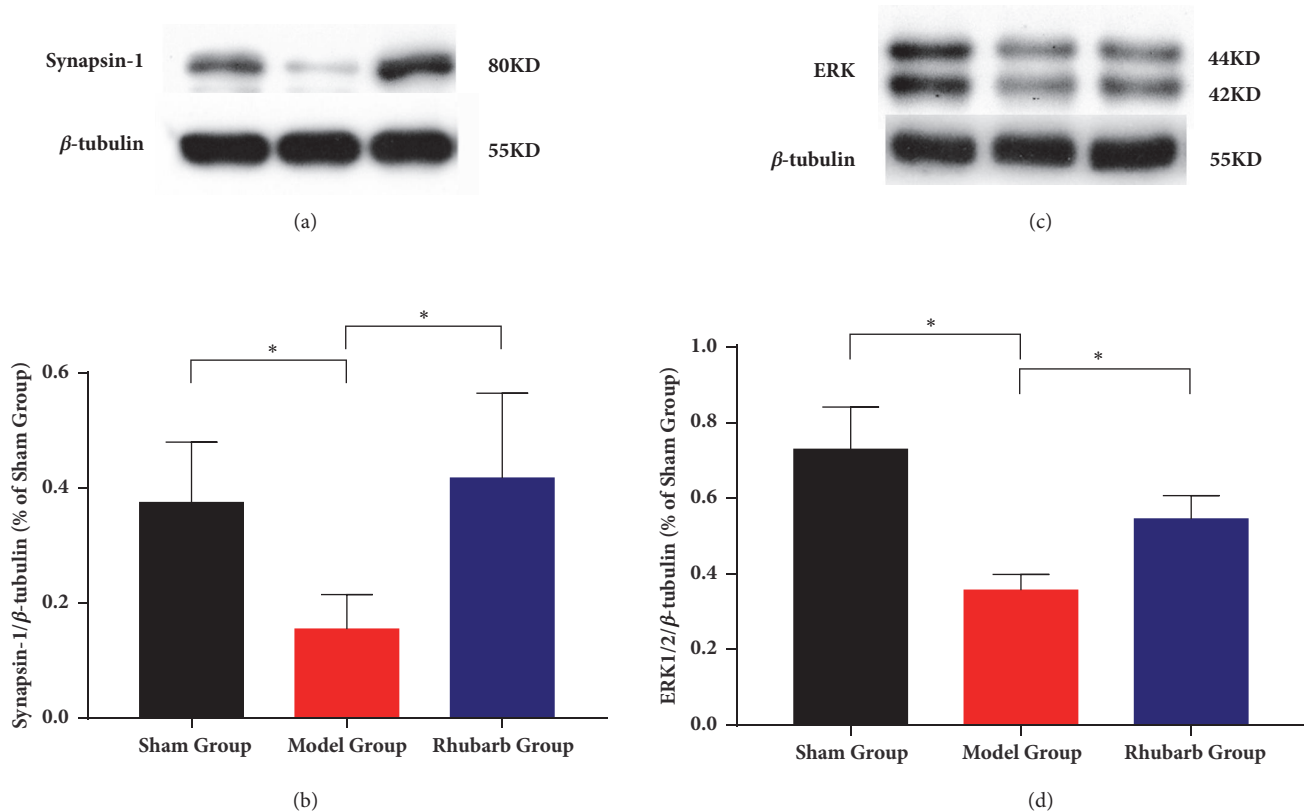 Synapsin-1
80KD
β-tubulin
55KD
(a)
ERK
44KD
42KD
β-tubulin
55KD
(c)
Synapsin-1/β-tubulin (% of Sham Group)
0.6
0.4
0.2
0.0
*
*
Sham Group Model Group Rhubarb Group
(b)
ERK1/2/β-tubulin (% of Sham Group)
1.0
0.8
0.6
0.4
0.2
0.0
*
*
Sham Group Model Group Rhubarb Group
(d)